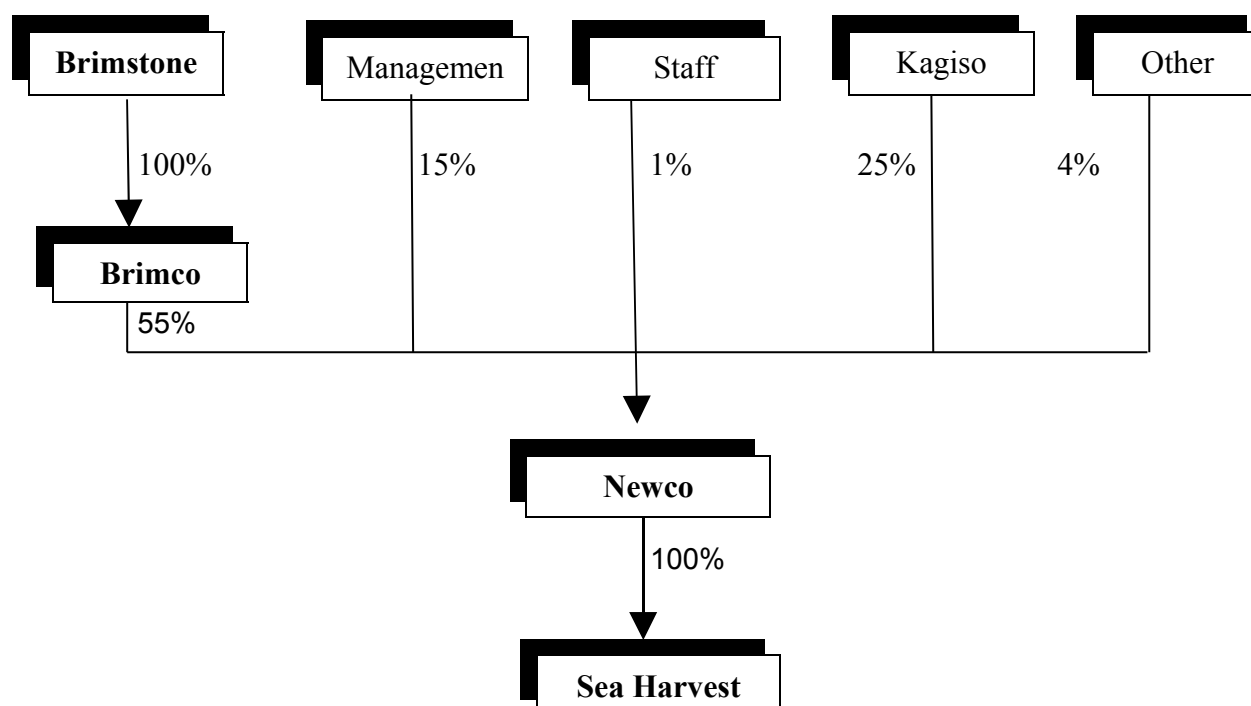 Brimstone
Managemen
Staff
Kagiso
Other
100%
15%
1%
25%
4%
Brimco
55%
Newco
100%
Sea Harvest